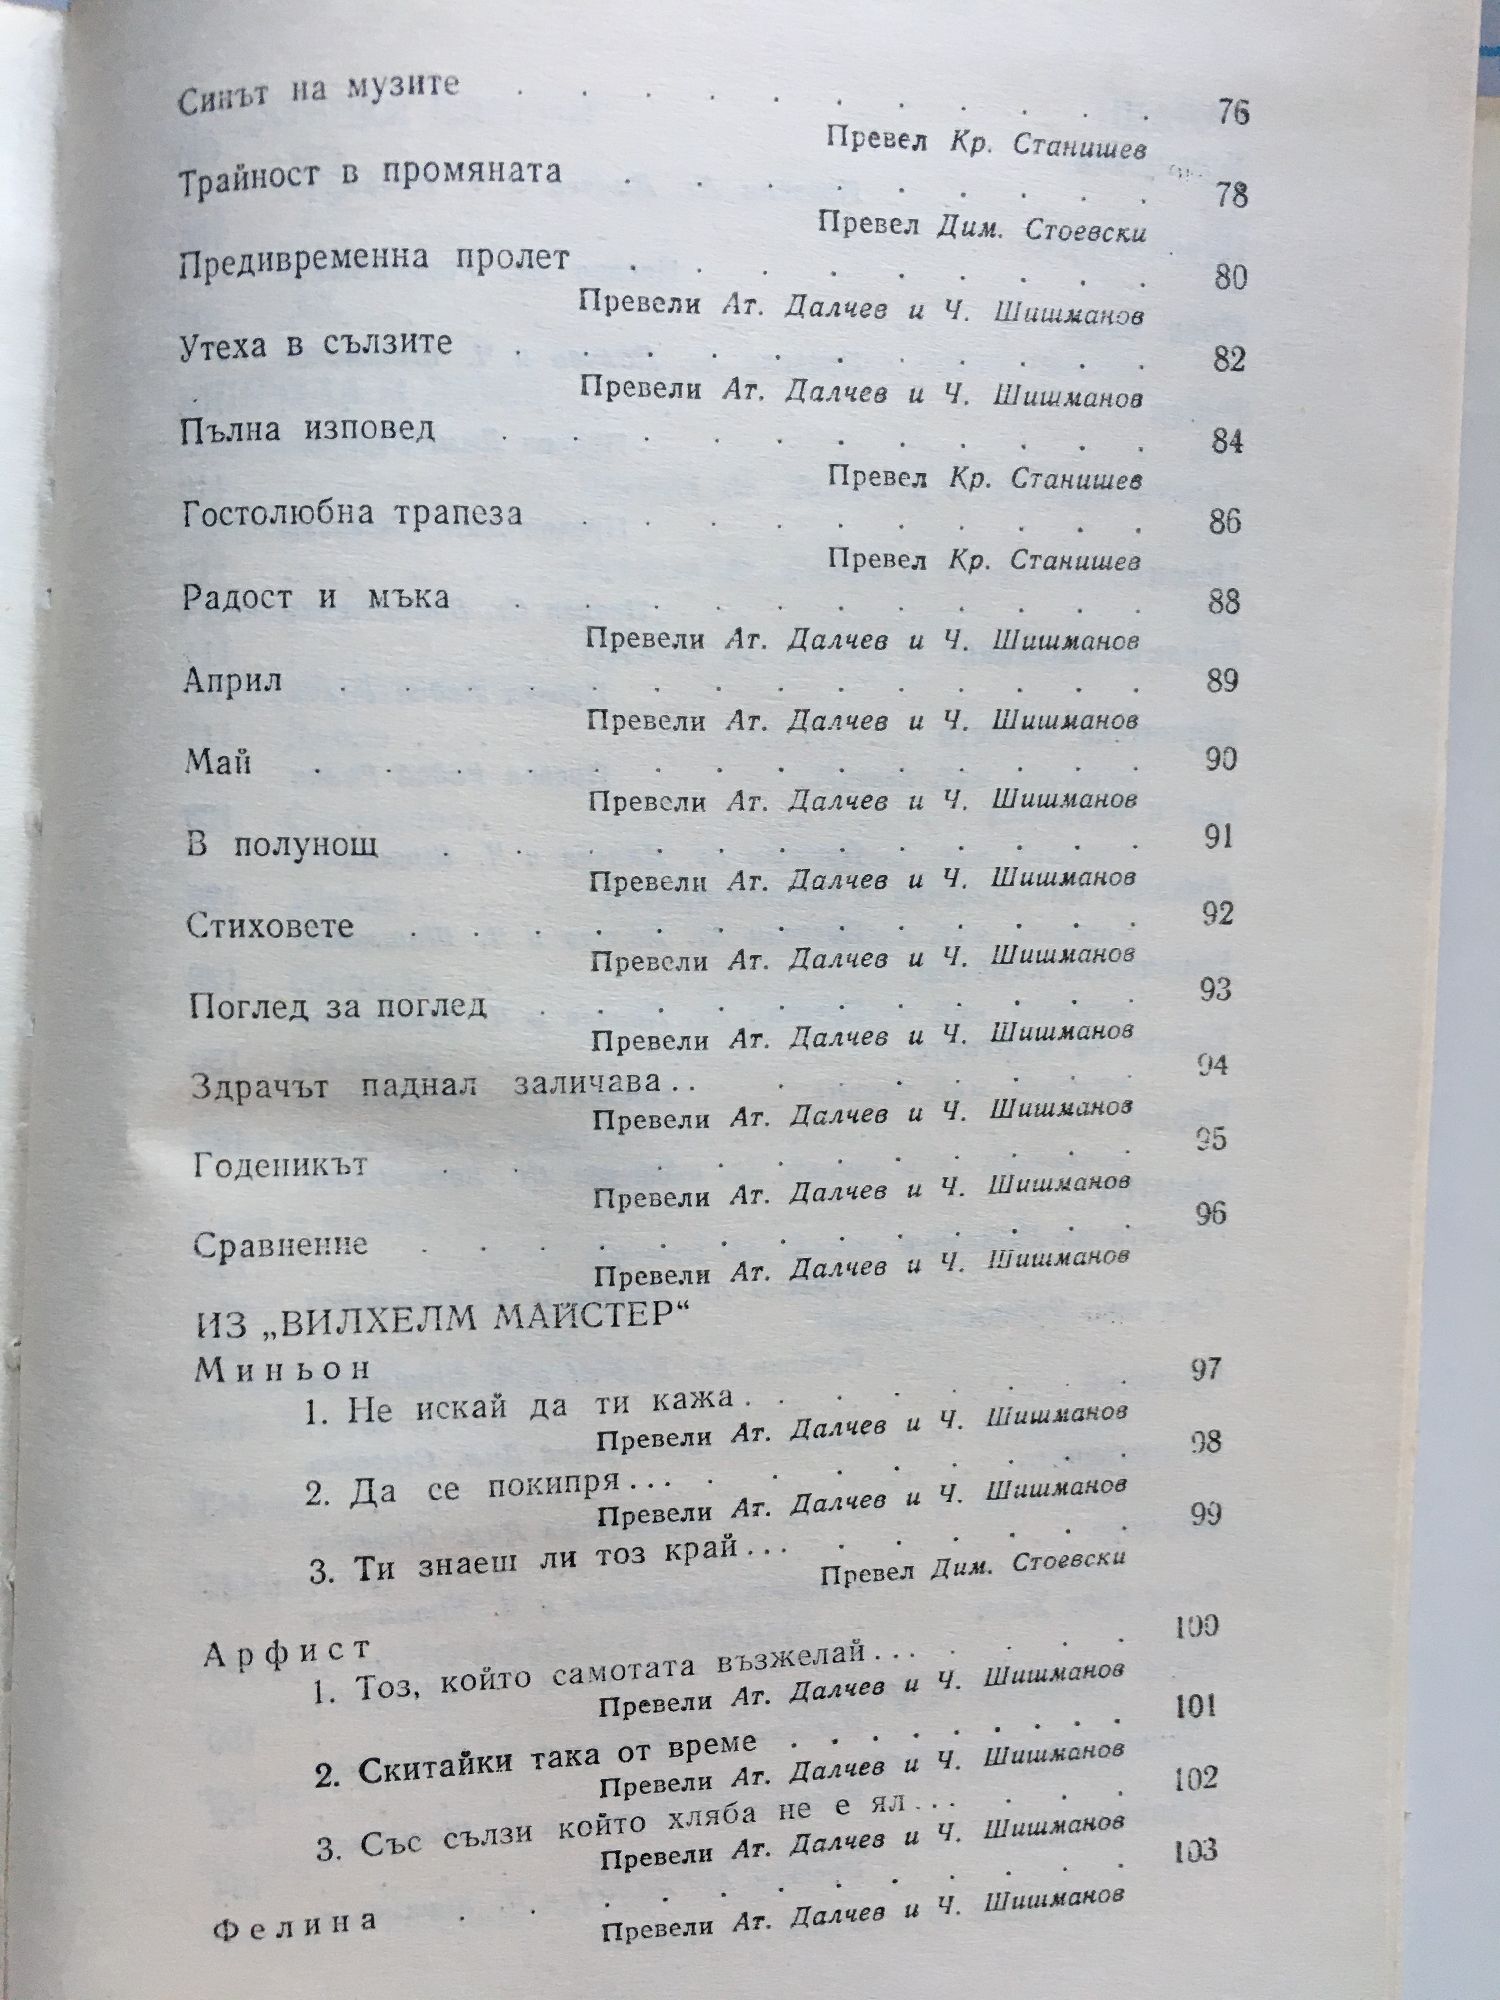 Синът на музите . . . . . . . . . . . 76
Превел Кр. Станишев
Трайност в промяната . . . . . . . . . 78
Превел Дим. Стоевски
Предивременна пролет . . . . . . . . . 80
Превели Ат. Далчев и Ч. Шишманов
Утеха в сълзите . . . . . . . . . . . 82
Превели Ат. Далчев и Ч. Шишманов
Пълна изповед . . . . . . . . . . . 84
Превел Кр. Станишев
Гостолюбна трапеза . . . . . . . . . . 86
Превел Кр. Станишев
Радост и мъка . . . . . . . . . . . 88
Превели Ат. Далчев и Ч. Шишманов
Април . . . . . . . . . . . . . . 89
Превели Ат. Далчев и Ч. Шишманов
Май . . . . . . . . . . . . . . 90
Превели Ат. Далчев и Ч. Шишманов
В полунощ . . . . . . . . . . . . 91
Превели Ат. Далчев и Ч. Шишманов
Стиховете . . . . . . . . . . . . . 92
Превели Ат. Далчев и Ч. Шишманов
Поглед за поглед . . . . . . . . . . . 93
Превели Ат. Далчев и Ч. Шишманов
Здрачът паднал заличава . . . . . . . . . 94
Превели Ат. Далчев и Ч. Шишманов
Годеникът . . . . . . . . . . . . 95
Превели Ат. Далчев и Ч. Шишманов
Сравнение . . . . . . . . . . . . . 96
Превели Ат. Далчев и Ч. Шишманов
ИЗ „ВИЛХЕЛМ МАЙСТЕР“
Миньон
1. Не искай да ти кажа . . . . . . . . 97
Превели Ат. Далчев и Ч. Шишманов
2. Да се покипря... . . . . . . . . 98
Превели Ат. Далчев и Ч. Шишманов
3. Ти знаеш ли тоз край... . . . . . . 99
Превел Дим. Стоевски
Арфист
1. Тоз, който самотата възжелай... . . . . 100
Превели Ат. Далчев и Ч. Шишманов
2. Скитайки така от време . . . . . . . . . 101
Превели Ат. Далчев и Ч. Шишманов
3. Със сълзи който хляба не е ял... . . . . 102
Превели Ат. Далчев и Ч. Шишманов
Фелина . . . . . . . . . . . . 103
Превели Ат. Далчев и Ч. Шишманов